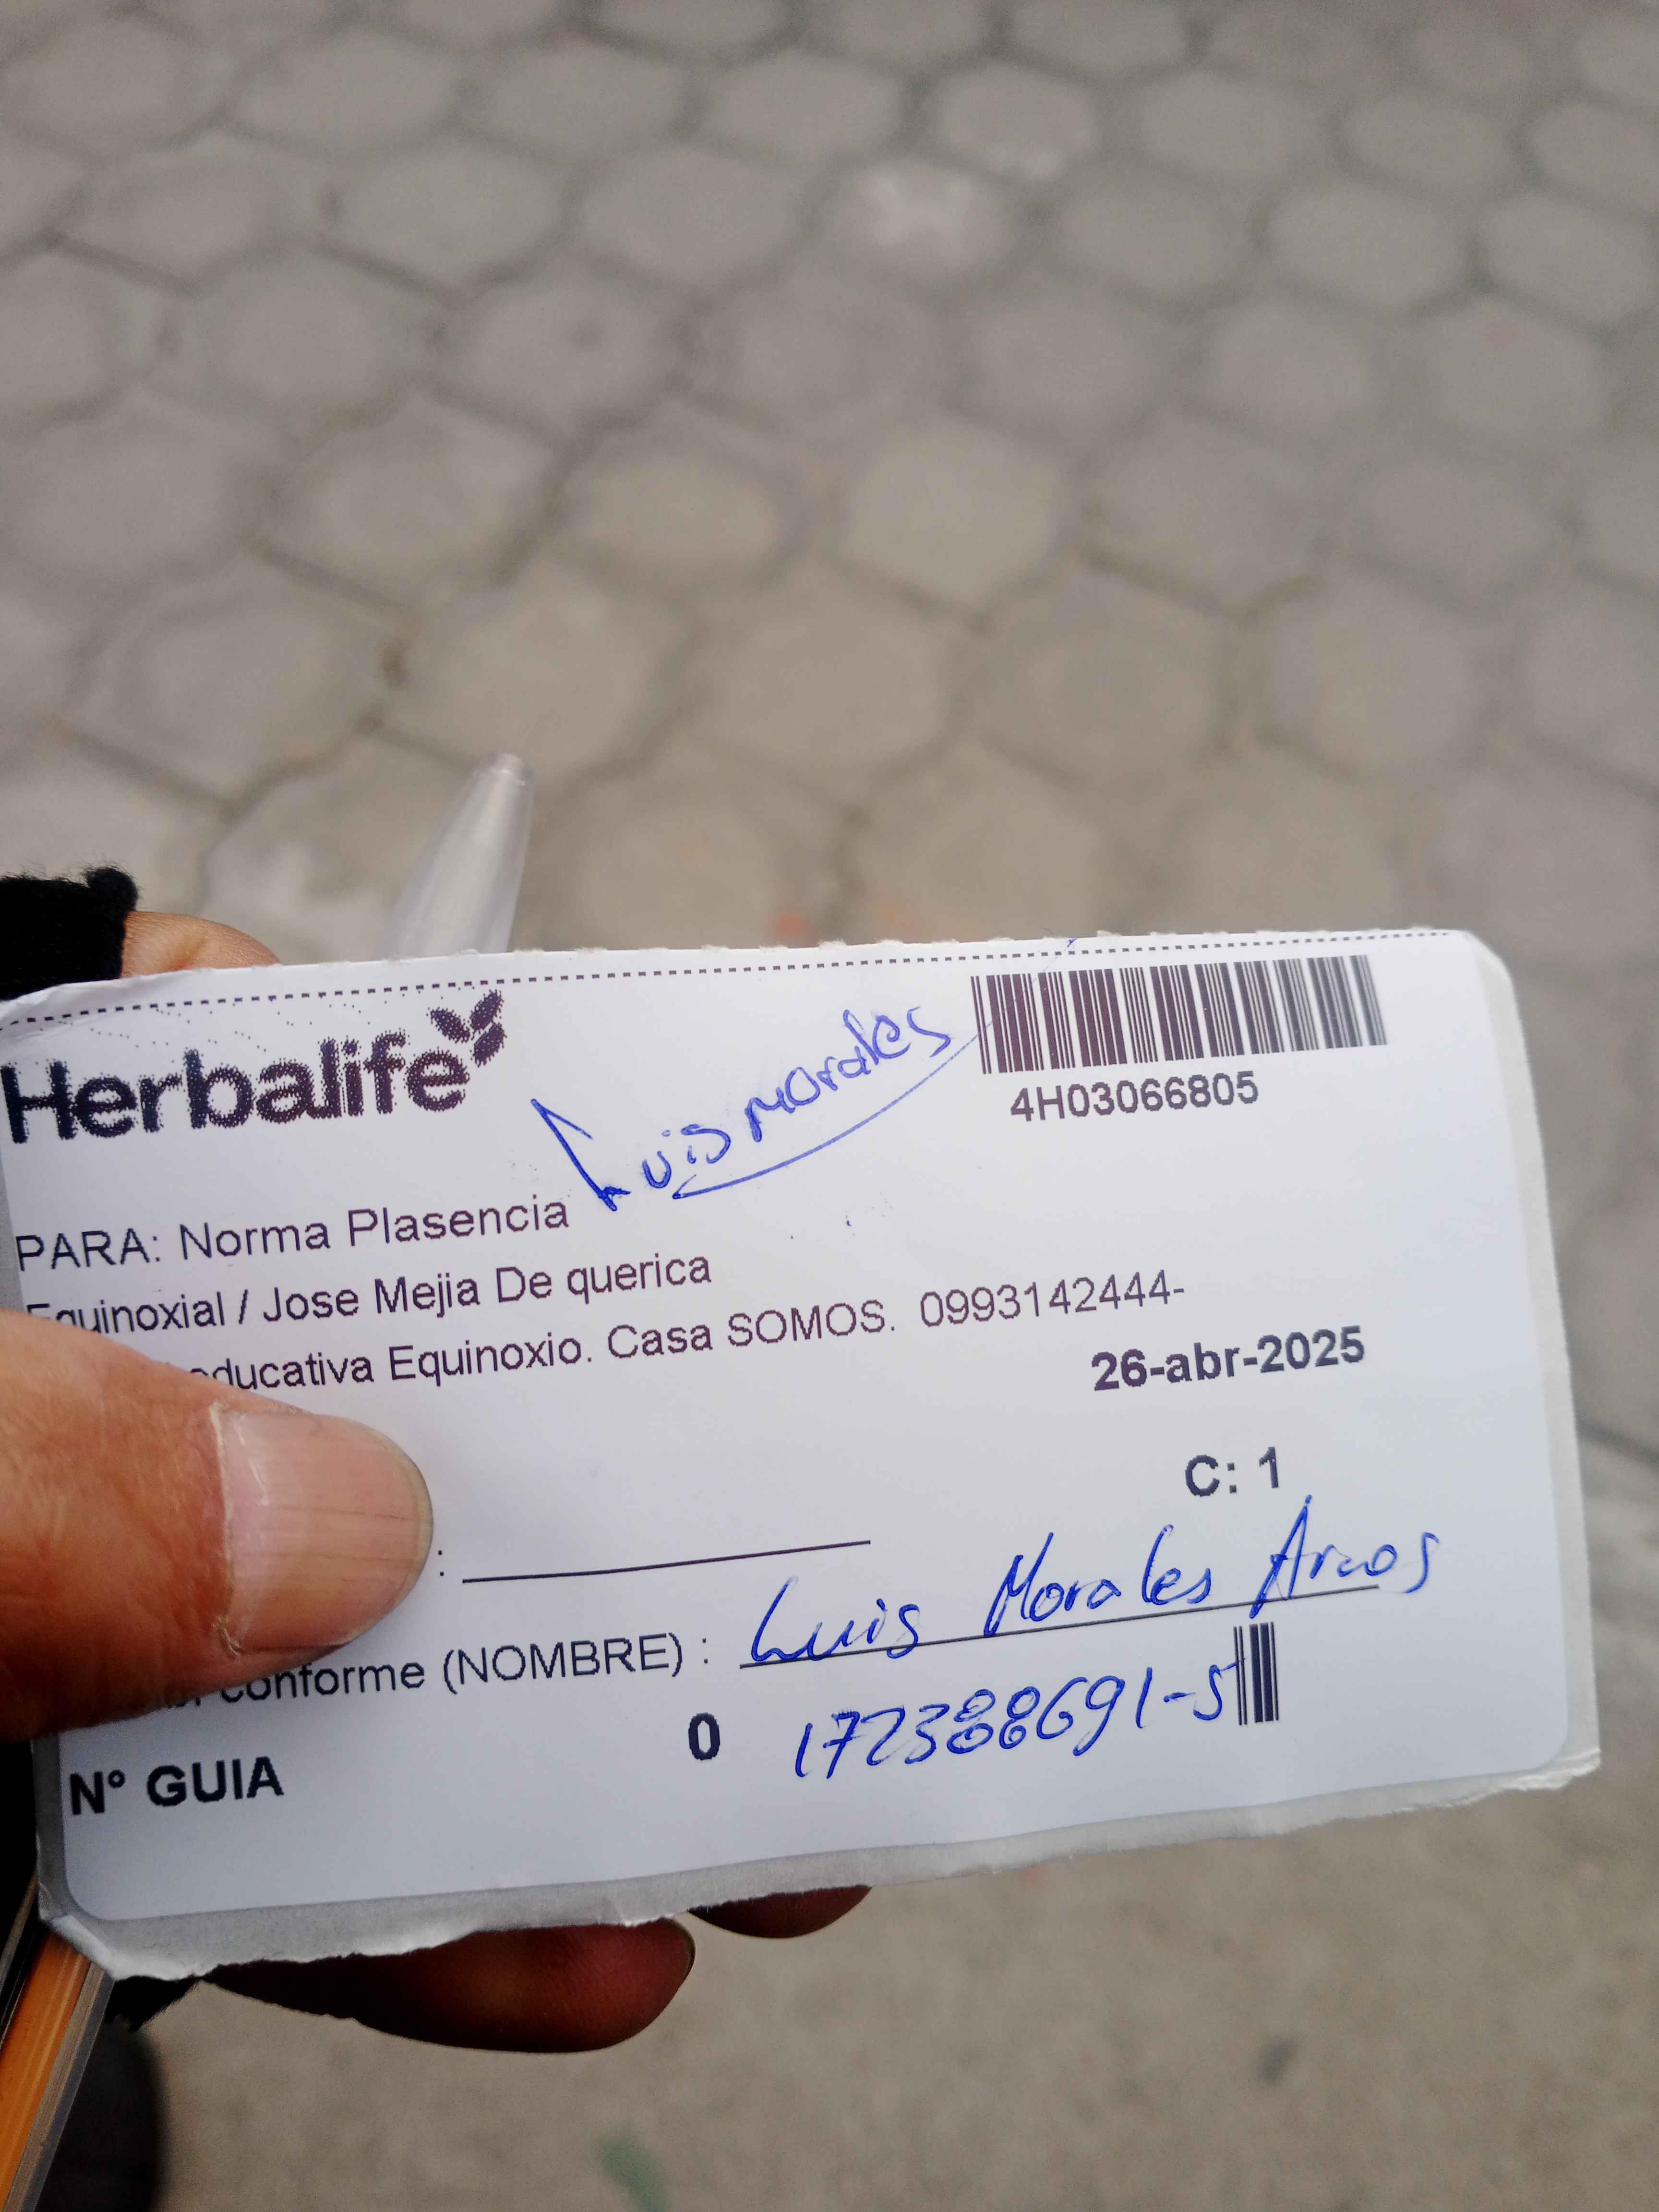 Herbalife
Luis Morales
4H03066805
PARA: Norma Plasencia
Equinoxial / Jose Mejia De querica
educativa Equinoxio. Casa SOMOS. 0993142444-
26-abr-2025
C: 1
:
conforme (NOMBRE) : Luis Morales Arcos
0 172388691-5
N° GUIA